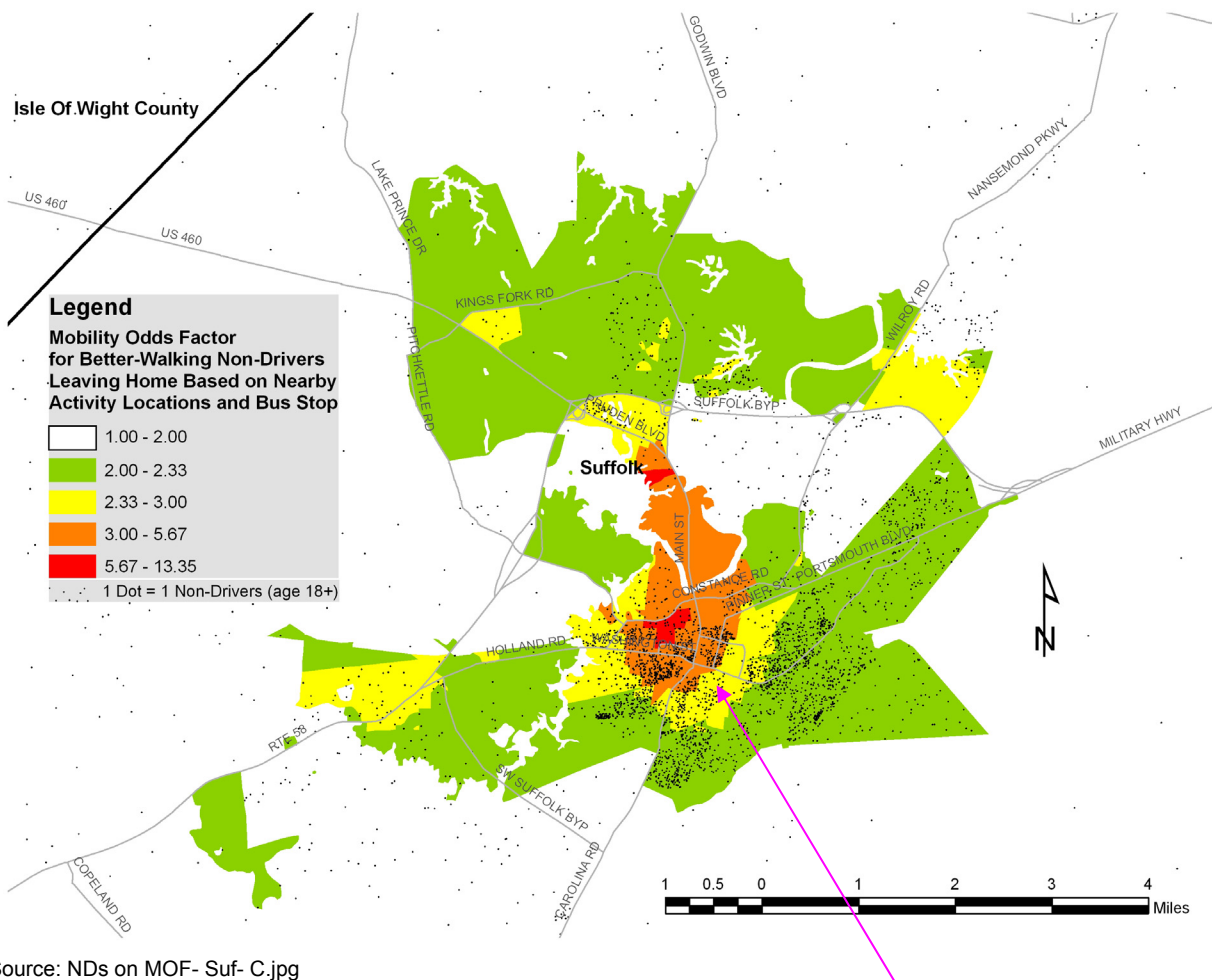 GODWIN BLVD
Isle Of Wight County
NANSEMOND PKWY
LAKE PRINCE DR
US 460
US 460
KINGS FORK RD
WILROY RD
Legend
Mobility Odds Factor
for Better-Walking Non-Drivers
Leaving Home Based on Nearby
Activity Locations and Bus Stop
1.00 - 2.00
2.00 - 2.33
2.33 - 3.00
3.00 - 5.67
5.67 - 13.35
1 Dot = 1 Non-Drivers (age 18+)
PITCHKETTLE RD
PRUDEN BLVD
SUFFOLK BYP
MILITARY HWY
Suffolk
MAIN ST
CONSTANCE RD
PINNER ST
PORTSMOUTH BLVD
HOLLAND RD
N
RTE 58
SW SUFFOLK BYP
CAROLINA RD
COPELAND RD
1 0.5 0 1 2 3 4
Miles
Source: NDs on MOF- Suf- C.jpg